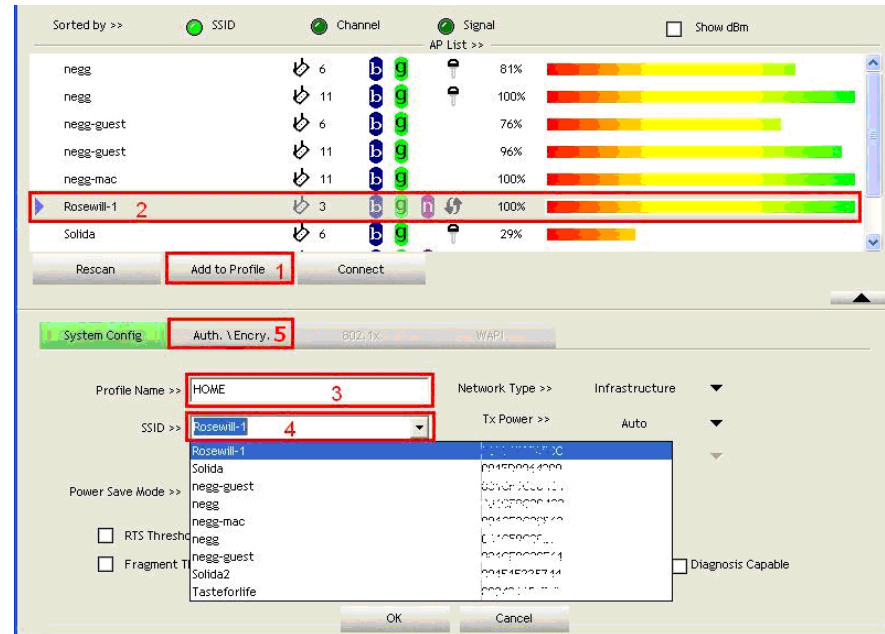 Sorted by >> SSID Channel Signal Show dBm
AP List >>
negg 6 b g 81%
negg 11 b g 100%
negg-guest 6 b g 76%
negg-guest 11 b g 96%
negg-mac 11 b g 100%
Rosewill-1 2 3 b g n 100%
Solida 6 b g 29%
Rescan Add to Profile 1 Connect
System Config Auth. \ Encry. 5 802.1x WAPI
Profile Name >> HOME 3 Network Type >> Infrastructure
SSID >> Rosewill-1 4 Tx Power >> Auto
Rosewill-1
Solida
Power Save Mode >> negg-guest
negg
negg-mac
RTS Thresho negg
Fragment T negg-guest Diagnosis Capable
Solida2
Tasteforlife
OK Cancel